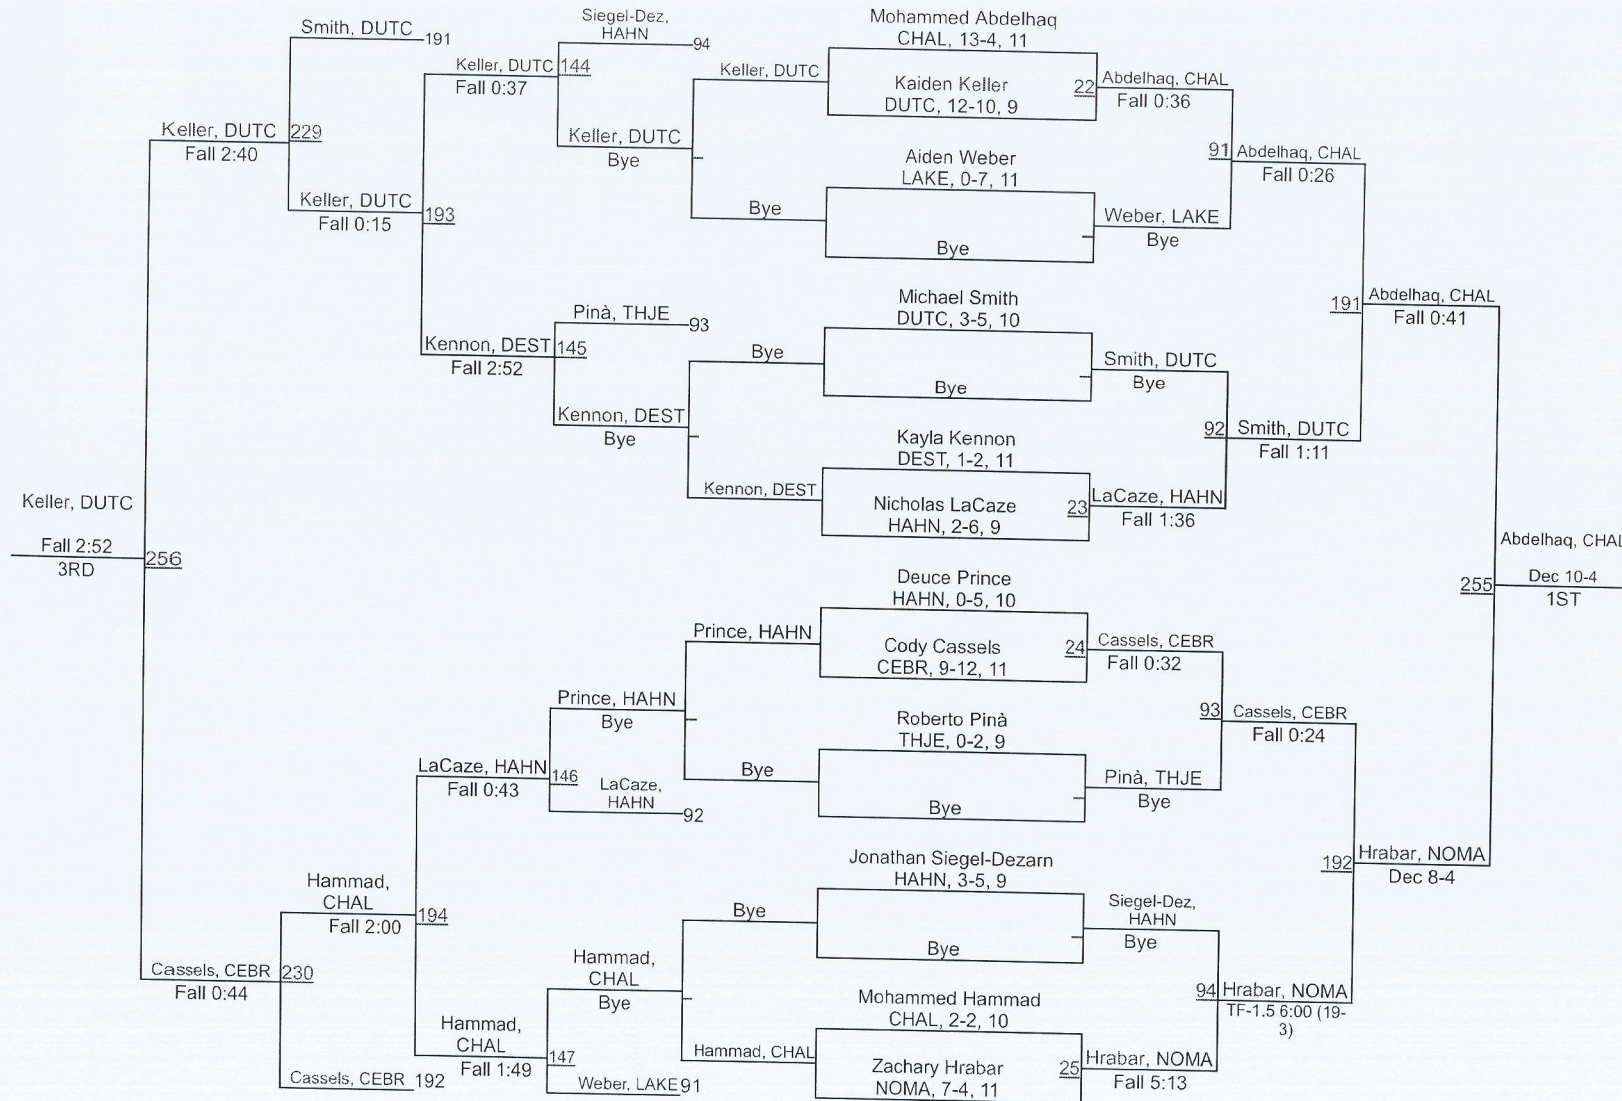 Smith, DUTC
191
Keller, DUTC
229
Fall 2:40
Keller, DUTC
Fall 0:15
193
Keller, DUTC
144
Fall 0:37
Siegel-Dez,
HAHN
94
Keller, DUTC
Bye
Keller, DUTC
Bye
Kennon, DEST
145
Fall 2:52
Pinà, THJE
93
Kennon, DEST
Bye
Bye
Kennon, DEST
Keller, DUTC
Fall 2:52
3RD
256
Cassels, CEBR
230
Fall 0:44
Hammad,
CHAL
Fall 2:00
194
Cassels, CEBR
192
LaCaze, HAHN
146
Fall 0:43
Prince, HAHN
Bye
LaCaze,
HAHN
92
Prince, HAHN
Bye
Hammad,
CHAL
Fall 1:49
147
Hammad,
CHAL
Bye
Weber, LAKE
91
Bye
Hammad, CHAL
Mohammed Abdelhaq
CHAL, 13-4, 11
Kaiden Keller
DUTC, 12-10, 9
22
Abdelhaq, CHAL
Fall 0:36
Aiden Weber
LAKE, 0-7, 11
Bye
Weber, LAKE
Bye
91
Abdelhaq, CHAL
Fall 0:26
Michael Smith
DUTC, 3-5, 10
Bye
Smith, DUTC
Bye
Kayla Kennon
DEST, 1-2, 11
Nicholas LaCaze
HAHN, 2-6, 9
23
LaCaze, HAHN
Fall 1:36
92
Smith, DUTC
Fall 1:11
191
Abdelhaq, CHAL
Fall 0:41
Deuce Prince
HAHN, 0-5, 10
Cody Cassels
CEBR, 9-12, 11
24
Cassels, CEBR
Fall 0:32
Roberto Pinà
THJE, 0-2, 9
Bye
Pinà, THJE
Bye
93
Cassels, CEBR
Fall 0:24
Jonathan Siegel-Dezarn
HAHN, 3-5, 9
Bye
Siegel-Dez,
HAHN
Bye
Mohammed Hammad
CHAL, 2-2, 10
Zachary Hrabar
NOMA, 7-4, 11
25
Hrabar, NOMA
Fall 5:13
94
Hrabar, NOMA
TF-1.5 6:00 (19-
3)
192
Hrabar, NOMA
Dec 8-4
255
Abdelhaq, CHAL
Dec 10-4
1ST